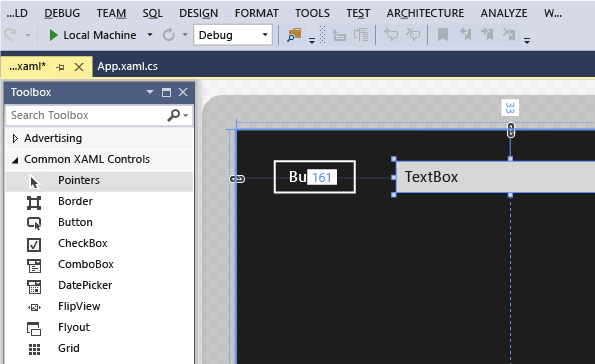 ...LD DEBUG TEAM SQL DESIGN FORMAT TOOLS TEST ARCHITECTURE ANALYZE W...
Local Machine Debug
...xaml* App.xaml.cs
Toolbox
Search Toolbox
Advertising
Common XAML Controls
Pointers
Border
Button
CheckBox
ComboBox
DatePicker
FlipView
Flyout
Grid
33
Bu 161 TextBox